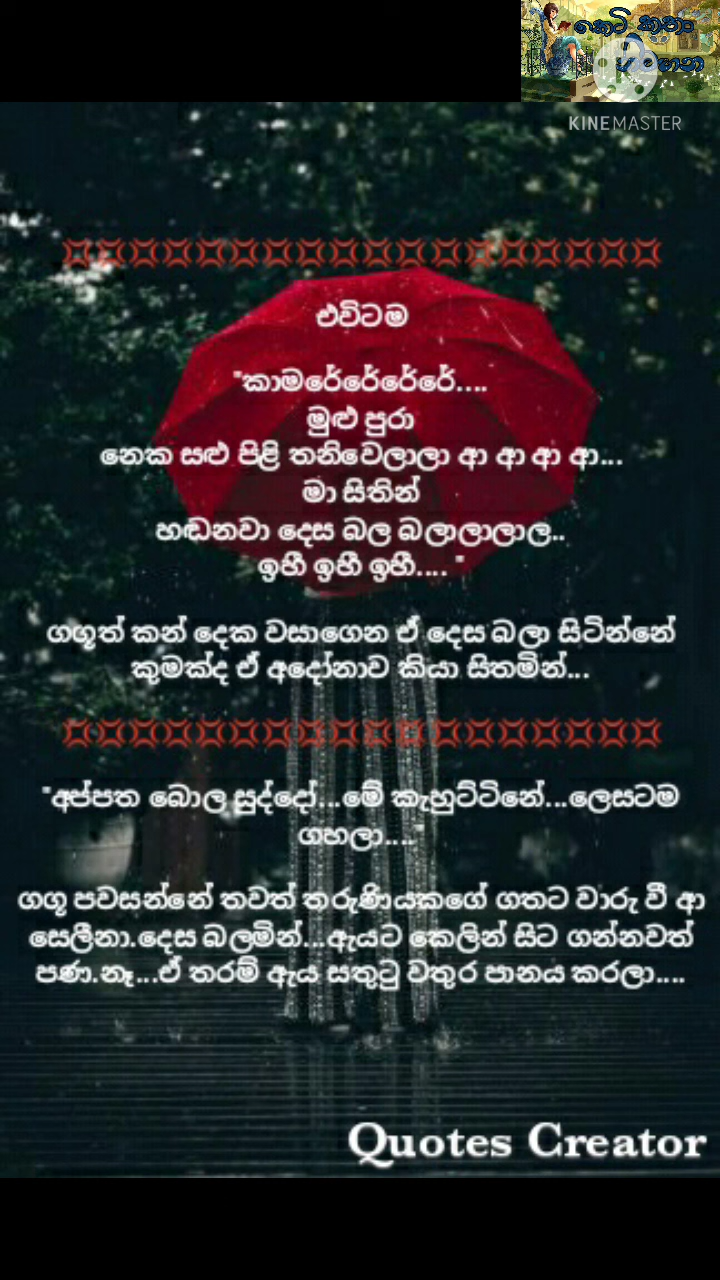 කෙටි කතා
KINEMASTER
එවිටම
"කාමරේරේරේරේ....
මුළු පුරා
නෙක සළු පිළි තනිවෙලාලා ආ ආ ආ ආ...
මා සිතින්
හඬනවා දෙස බල බලාලාලාල..
ඉහී ඉහී ඉහී.... "
ගඟූත් කන් දෙක වසාගෙන ඒ දෙස බලා සිටින්නේ
කුමක්ද ඒ අදෝනාව කියා සිතමින්...
"අප්පත බොල සුද්දෝ...මේ කැහුට්ටිනේ...ලෙසටම
ගහලා...."
ගගූ පවසන්නේ තවත් තරුණියකගේ ගතට වාරු වී ආ
සෙලීනා.දෙස බලමින්...ඇයට කෙලින් සිට ගන්නවත්
පණ.නෑ...ඒ තරම් ඇය සතුටු වතුර පානය කරලා....
Quotes Creator